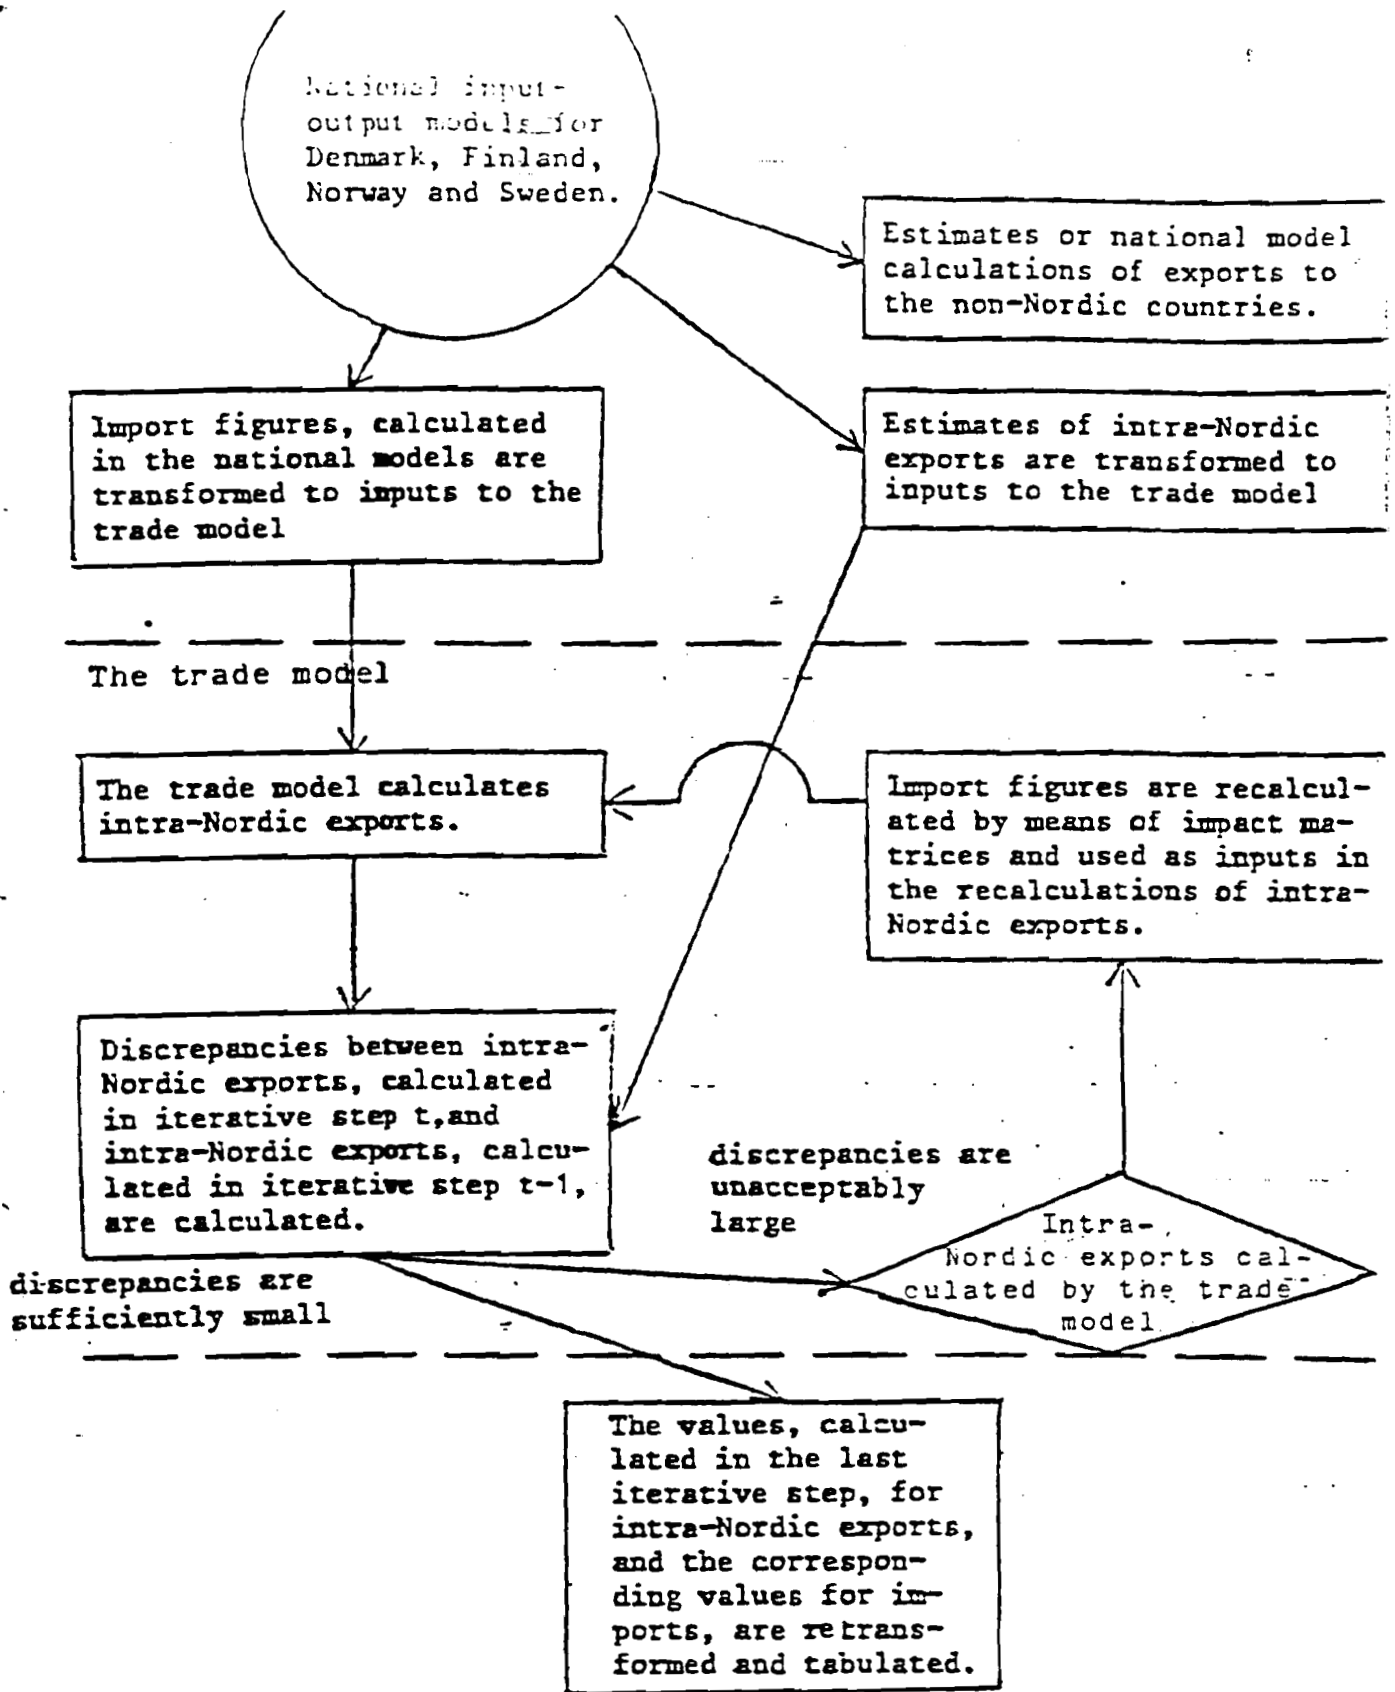 National input-
output models for
Denmark, Finland,
Norway and Sweden.
Estimates or national model
calculations of exports to
the non-Nordic countries.
Import figures, calculated
in the national models are
transformed to inputs to the
trade model
Estimates of intra-Nordic
exports are transformed to
inputs to the trade model
The trade model
The trade model calculates
intra-Nordic exports.
Import figures are recalcul-
ated by means of impact ma-
trices and used as inputs in
the recalculations of intra-
Nordic exports.
Discrepancies between intra-
Nordic exports, calculated
in iterative step t,and
intra-Nordic exports, calcu-
lated in iterative step t-1,
are calculated.
discrepancies are
unacceptably
large
Intra-
Nordic exports cal-
culated by the trade
model
discrepancies are
sufficiently small
The values, calcu-
lated in the last
iterative step, for
intra-Nordic exports,
and the correspon-
ding values for im-
ports, are retrans-
formed and tabulated.